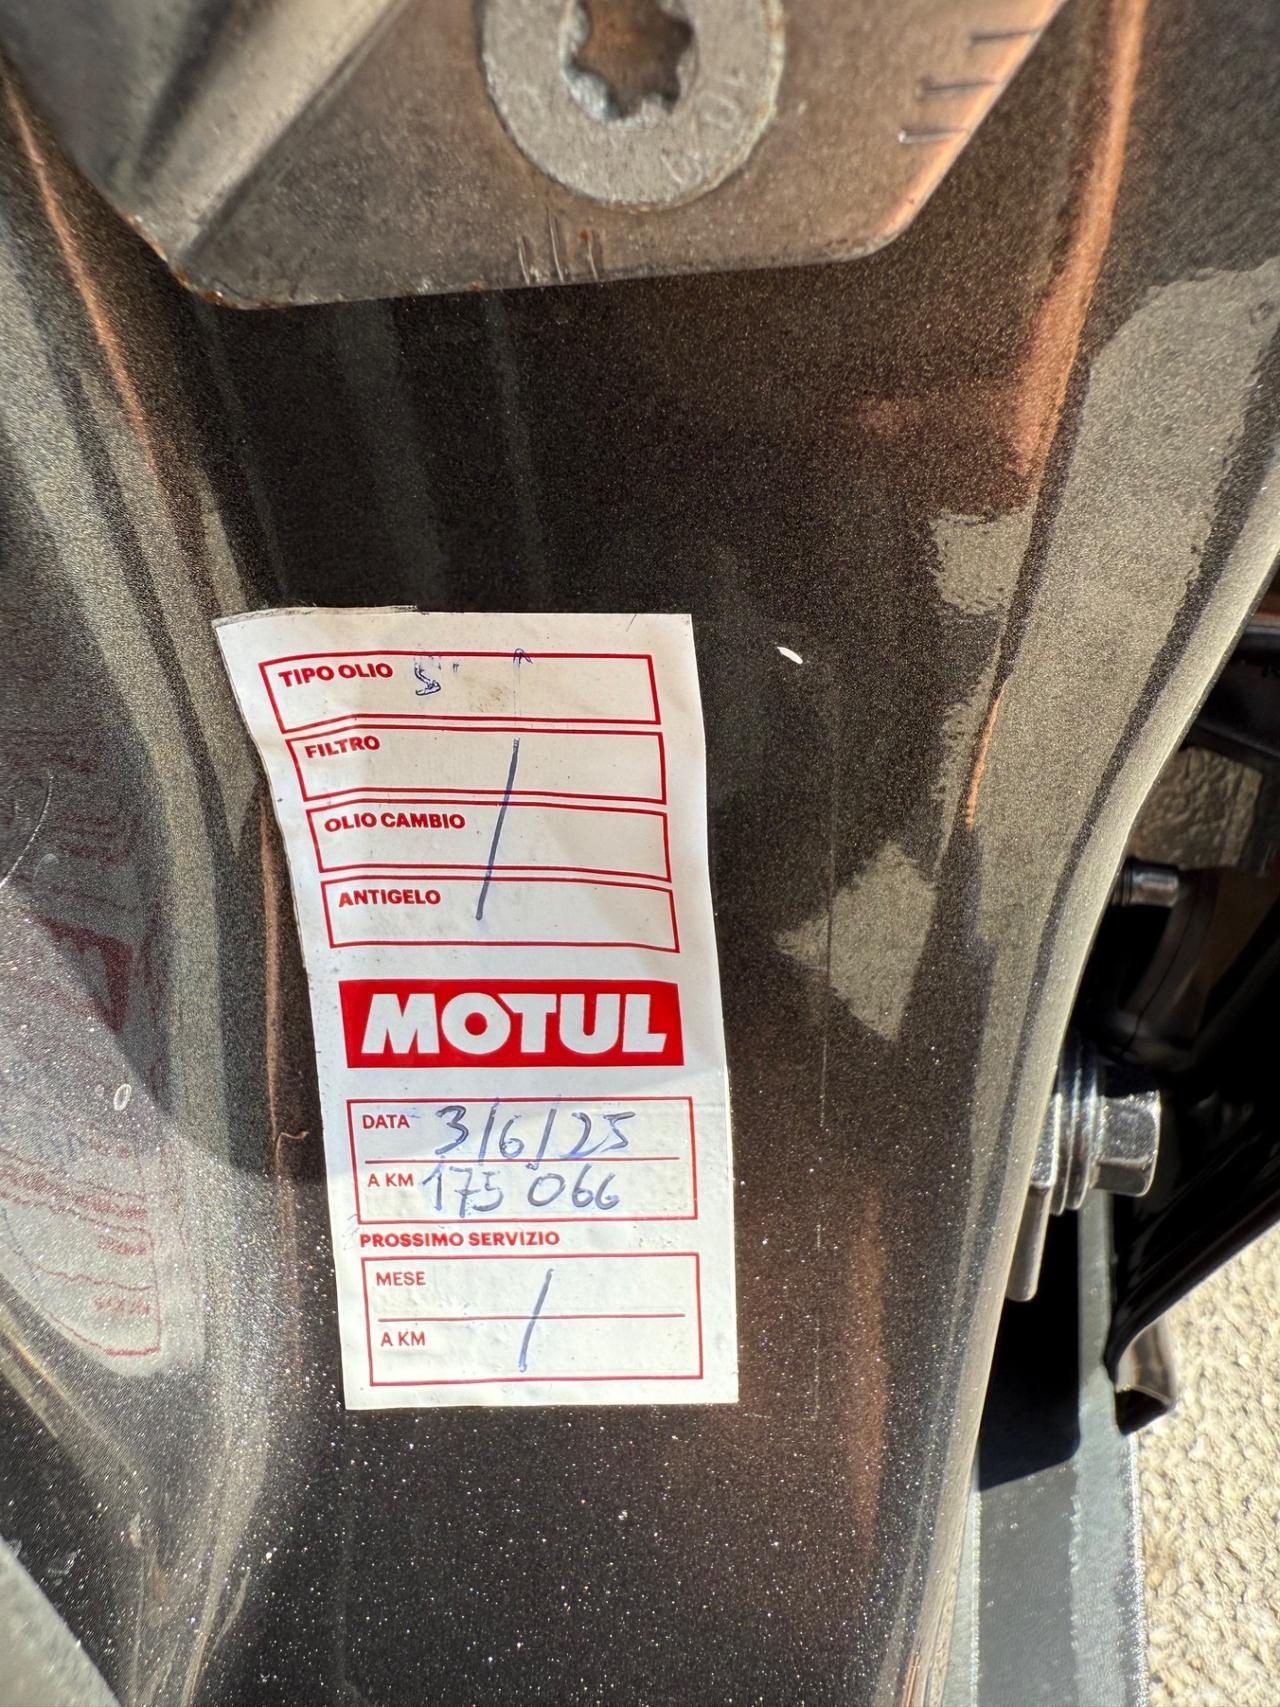 TIPO OLIO
FILTRO
OLIO CAMBIO
ANTIGELO
MOTUL
DATA 3/6/25
A KM 175 066
PROSSIMO SERVIZIO
MESE
A KM